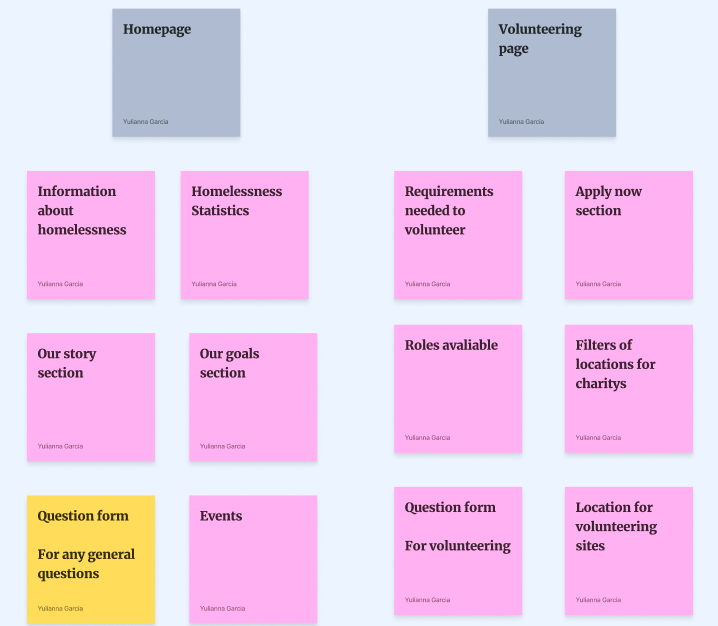 Homepage
Yulianna Garcia
Volunteering
page
Yulianna Garcia
Information
about
homelessness
Yulianna Garcia
Homelessness
Statistics
Yulianna Garcia
Requirements
needed to
volunteer
Yulianna Garcia
Apply now
section
Yulianna Garcia
Our story
section
Yulianna Garcia
Our goals
section
Yulianna Garcia
Roles avaliable
Yulianna Garcia
Filters of
locations for
charitys
Yulianna Garcia
Question form
For any general
questions
Yulianna Garcia
Events
Yulianna Garcia
Question form
For volunteering
Yulianna Garcia
Location for
volunteering
sites
Yulianna Garcia